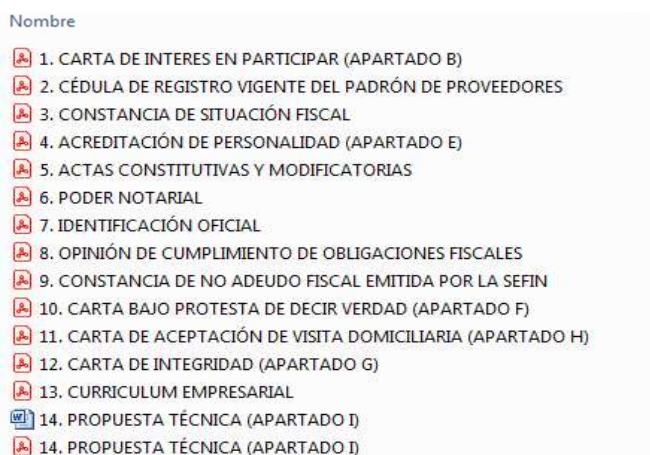 Nombre
1. CARTA DE INTERES EN PARTICIPAR (APARTADO B)
2. CÉDULA DE REGISTRO VIGENTE DEL PADRÓN DE PROVEEDORES
3. CONSTANCIA DE SITUACIÓN FISCAL
4. ACREDITACIÓN DE PERSONALIDAD (APARTADO E)
5. ACTAS CONSTITUTIVAS Y MODIFICATORIAS
6. PODER NOTARIAL
7. IDENTIFICACIÓN OFICIAL
8. OPINIÓN DE CUMPLIMIENTO DE OBLIGACIONES FISCALES
9. CONSTANCIA DE NO ADEUDO FISCAL EMITIDA POR LA SEFIN
10. CARTA BAJO PROTESTA DE DECIR VERDAD (APARTADO F)
11. CARTA DE ACEPTACIÓN DE VISITA DOMICILIARIA (APARTADO H)
12. CARTA DE INTEGRIDAD (APARTADO G)
13. CURRICULUM EMPRESARIAL
14. PROPUESTA TÉCNICA (APARTADO I)
14. PROPUESTA TÉCNICA (APARTADO I)